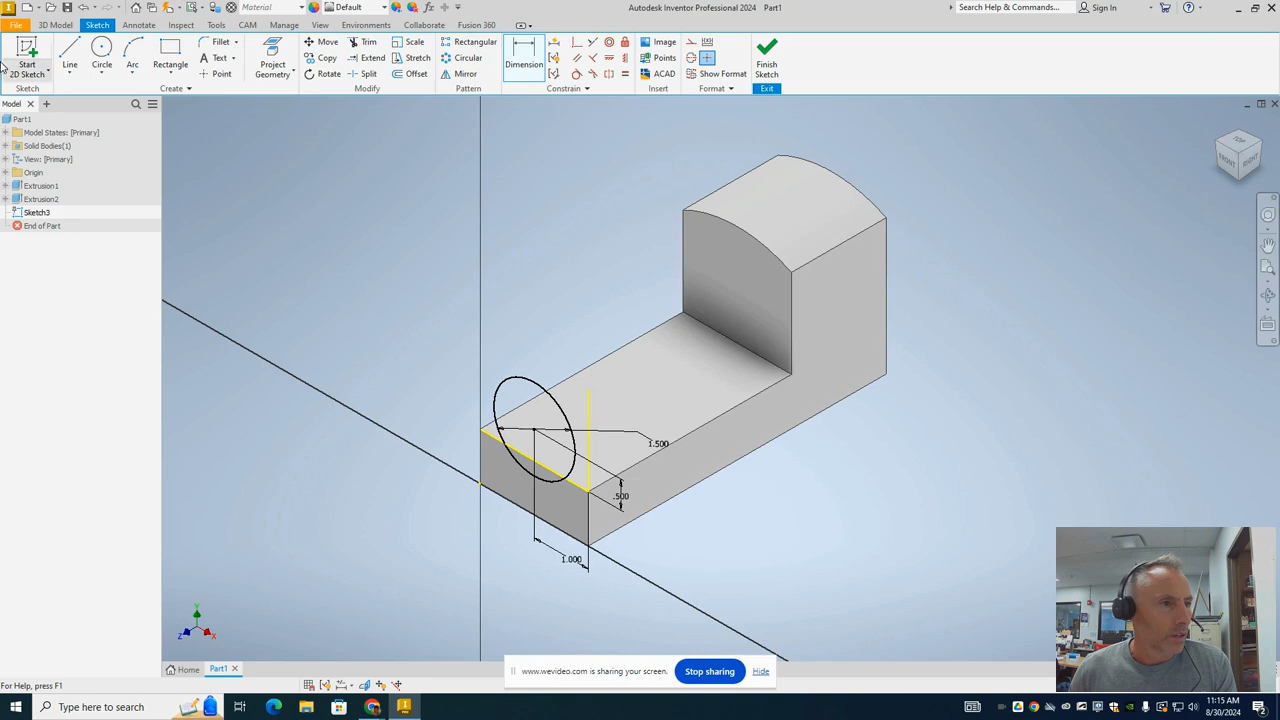 Material
Default
Autodesk Inventor Professional 2024 Part1
Search Help & Commands...
Sign In
File 3D Model Sketch Annotate Inspect Tools CAM Manage View Environments Collaborate Fusion 360
Start
2D Sketch
Line
Circle
Arc
Rectangle
Fillet
Text
Point
Project
Geometry
Move
Copy
Rotate
Trim
Extend
Split
Scale
Stretch
Offset
Rectangular
Circular
Mirror
Dimension
Image
Points
ACAD
Show Format
Finish
Sketch
Sketch
Create
Modify
Pattern
Constrain
Insert
Format
Exit
Model
Part1
Model States: [Primary]
Solid Bodies(1)
View: [Primary]
Origin
Extrusion1
Extrusion2
Sketch3
End of Part
TOP
FRONT
RIGHT
1.500
.500
1.000
Y
Z
X
Home Part1
www.wevideo.com is sharing your screen. Stop sharing Hide
For Help, press F1
Type here to search
PRO
11:15 AM
8/30/2024
2